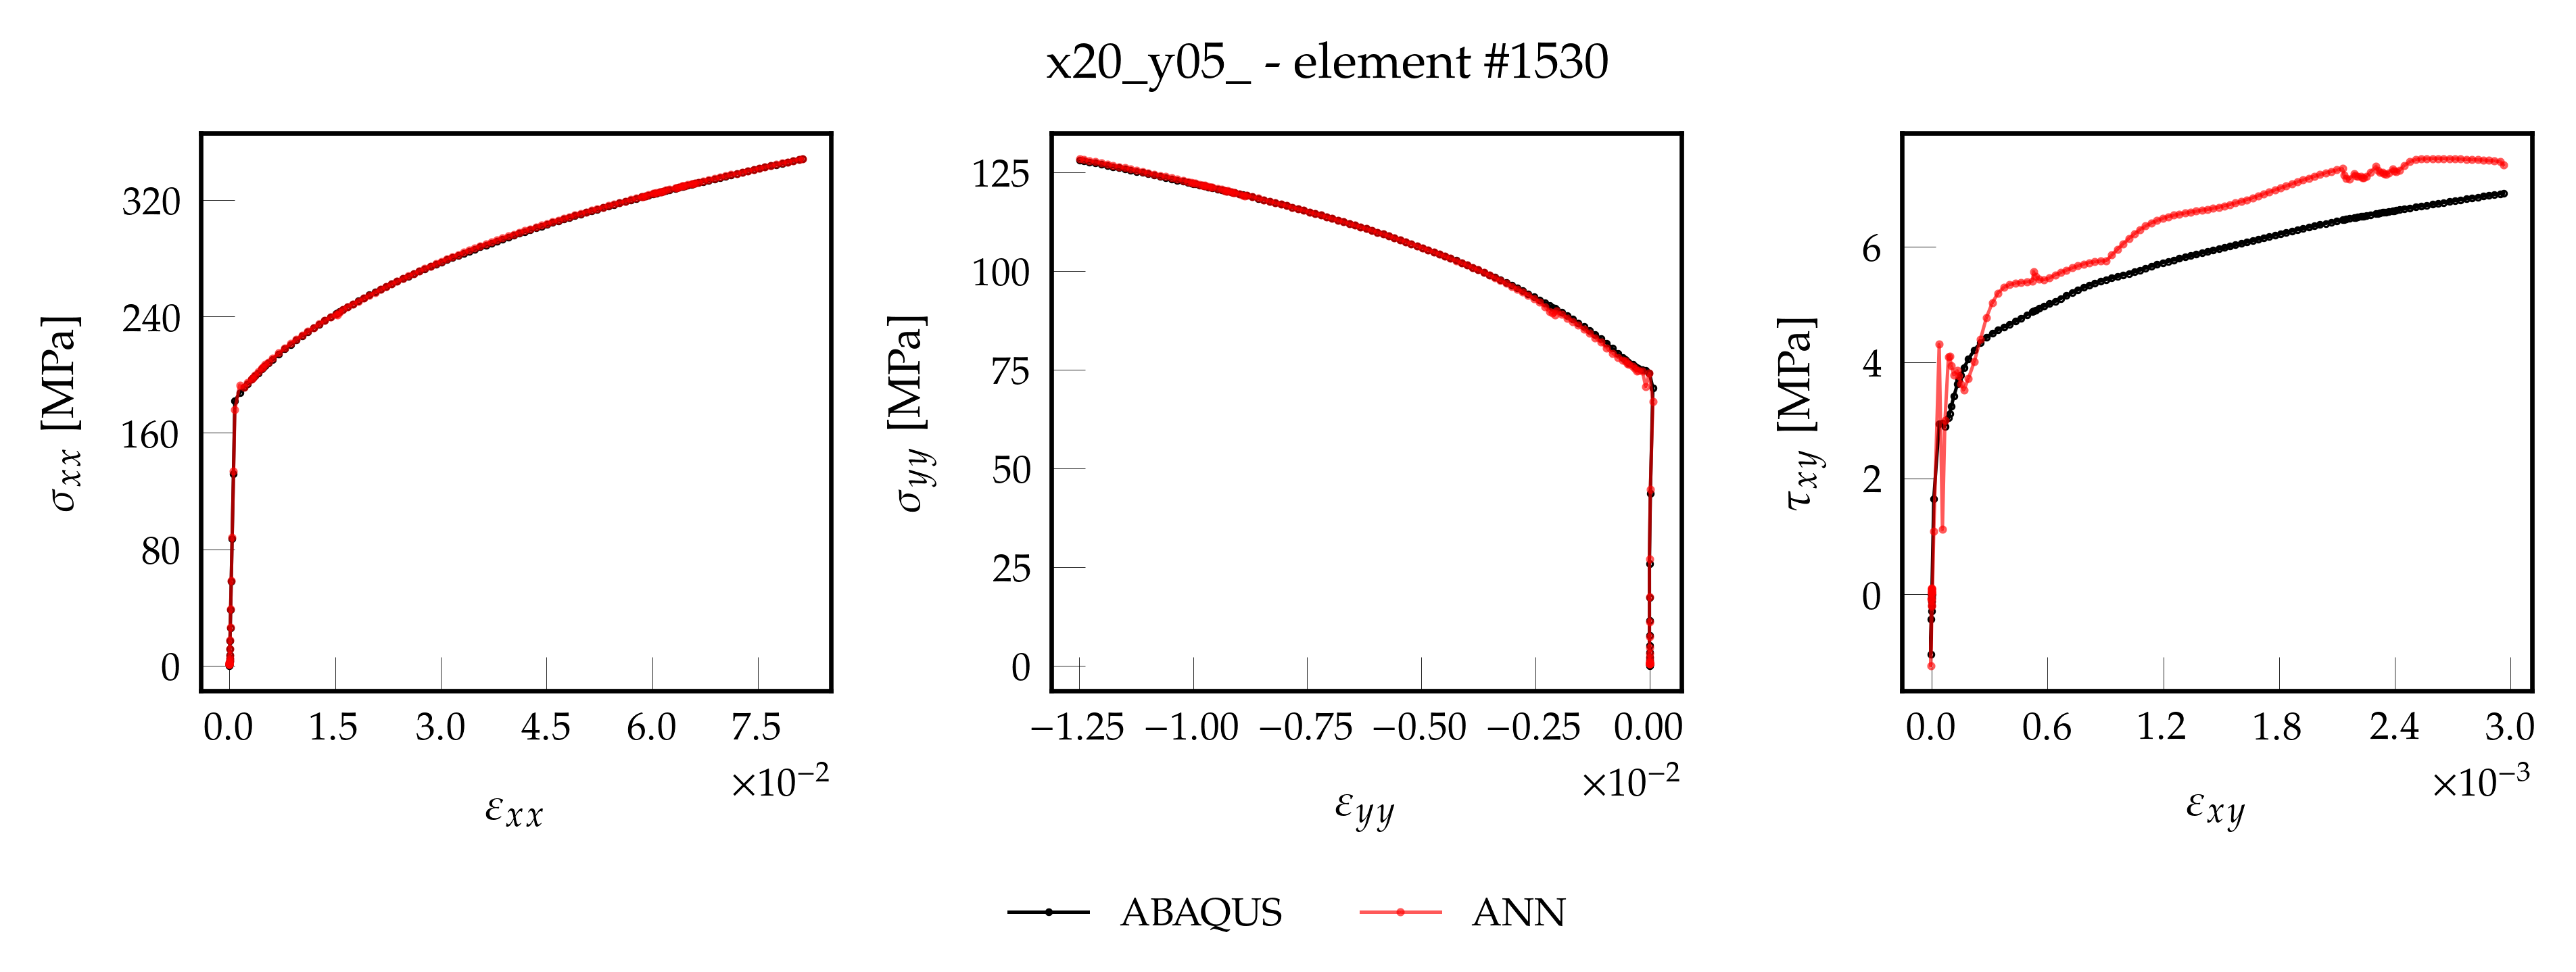 x20_y05_ - element #1530
σxx [MPa]
320
240
160
80
0
0.0 1.5 3.0 4.5 6.0 7.5
×10−2
εxx
σyy [MPa]
125
100
75
50
25
0
−1.25 −1.00 −0.75 −0.50 −0.25 0.00
×10−2
εyy
τxy [MPa]
6
4
2
0
0.0 0.6 1.2 1.8 2.4 3.0
×10−3
εxy
ABAQUS ANN